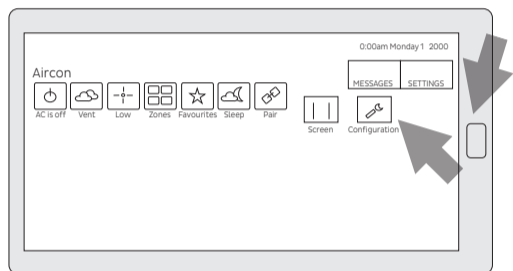 0:00am Monday 1 2000
Aircon
MESSAGES SETTINGS
AC is off Vent Low Zones Favourites Sleep Pair
Screen Configuration